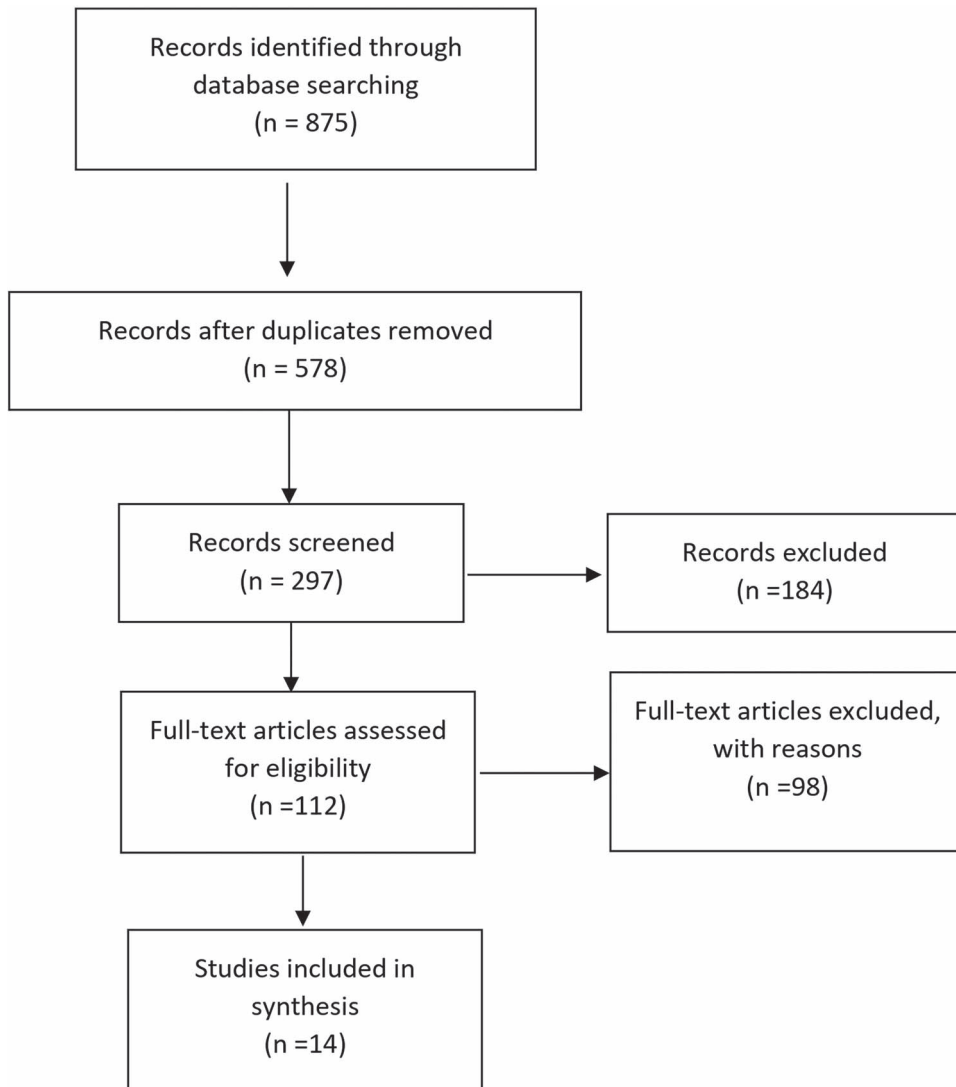 Records identified through
database searching
(n = 875)
Records after duplicates removed
(n = 578)
Records screened
(n = 297)
Records excluded
(n =184)
Full-text articles assessed
for eligibility
(n =112)
Full-text articles excluded,
with reasons
(n =98)
Studies included in
synthesis
(n =14)